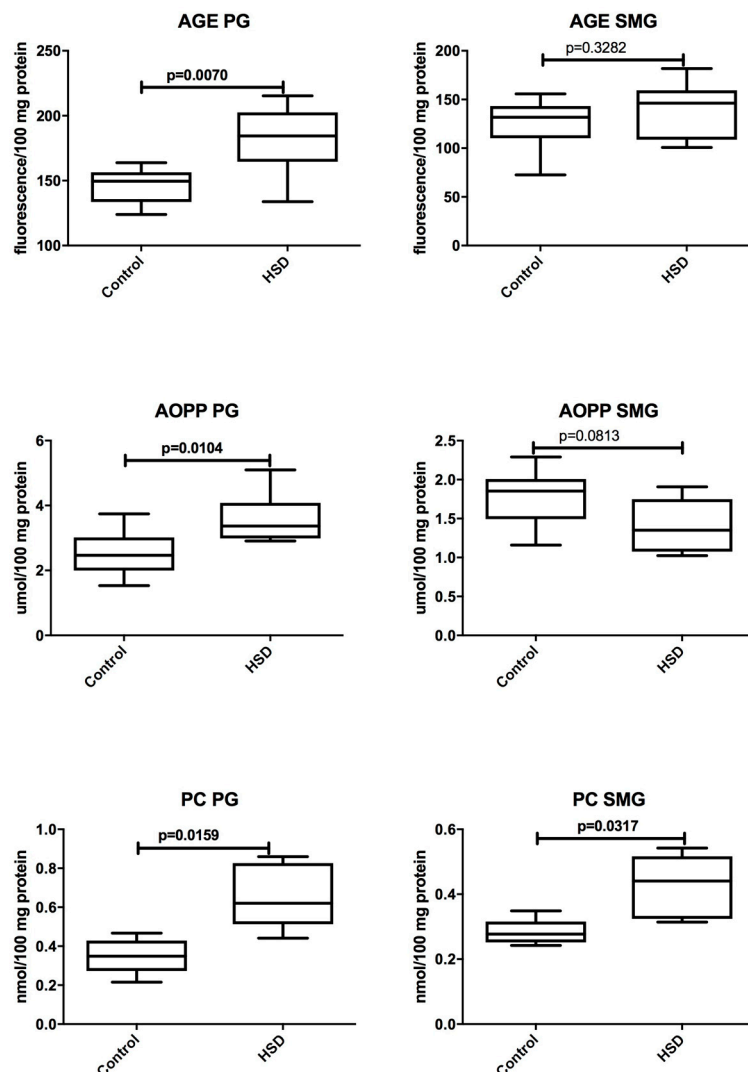 AGE PG
fluorescence/100 mg protein
250
200
150
100
p=0.0070
Control
HSD
AGE SMG
fluorescence/100 mg protein
200
150
100
50
0
p=0.3282
Control
HSD
AOPP PG
umol/100 mg protein
6
4
2
0
p=0.0104
Control
HSD
AOPP SMG
umol/100 mg protein
2.5
2.0
1.5
1.0
0.5
0.0
p=0.0813
Control
HSD
PC PG
nmol/100 mg protein
1.0
0.8
0.6
0.4
0.2
0.0
p=0.0159
Control
HSD
PC SMG
nmol/100 mg protein
0.6
0.4
0.2
0.0
p=0.0317
Control
HSD